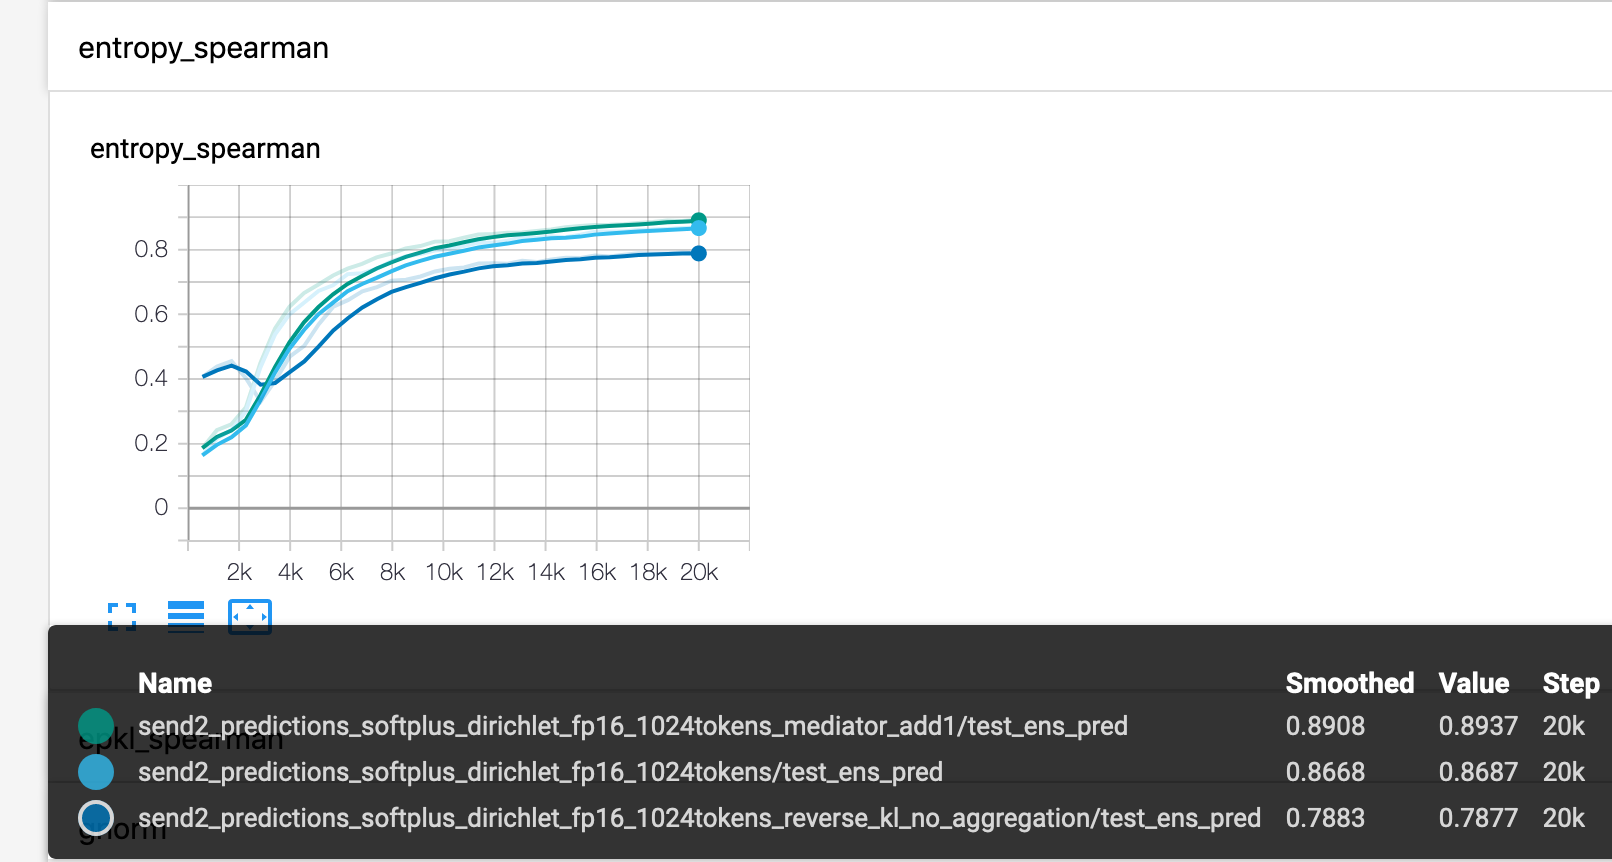 entropy_spearman
entropy_spearman
0.8
0.6
0.4
0.2
0
2k 4k 6k 8k 10k 12k 14k 16k 18k 20k
Name Smoothed Value Step
send2_predictions_softplus_dirichlet_fp16_1024tokens_mediator_add1/test_ens_pred 0.8908 0.8937 20k
epkl_spearman
send2_predictions_softplus_dirichlet_fp16_1024tokens/test_ens_pred 0.8668 0.8687 20k
send2_predictions_softplus_dirichlet_fp16_1024tokens_reverse_kl_no_aggregation/test_ens_pred 0.7883 0.7877 20k
gnorm